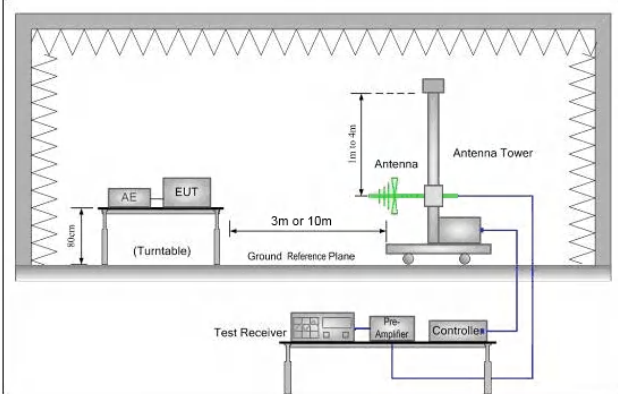 1m to 4m
Antenna
Antenna Tower
AE
EUT
3m or 10m
80cm
(Turntable)
Ground Reference Plane
Test Receiver
Pre-
Amplifier
Controller